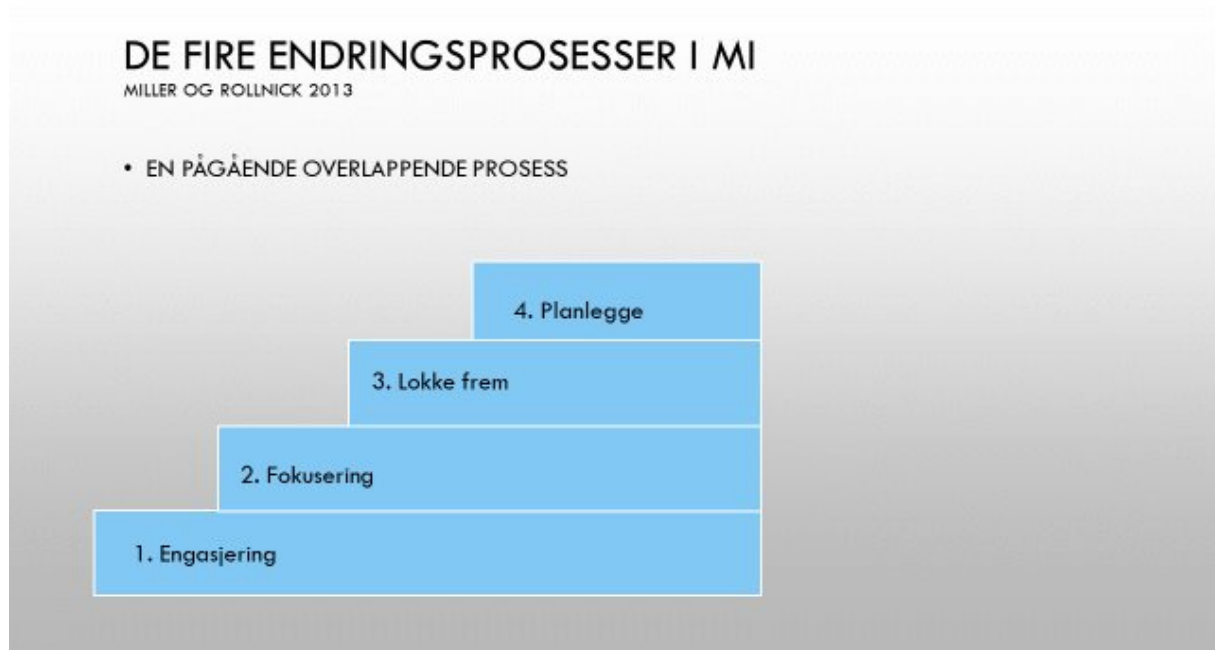 DE FIRE ENDRINGSPROSESSER I MI
MILLER OG ROLLNICK 2013
• EN PÅGÅENDE OVERLAPPENDE PROSESS
4. Planlegge
3. Lokke frem
2. Fokusering
1. Engasjering